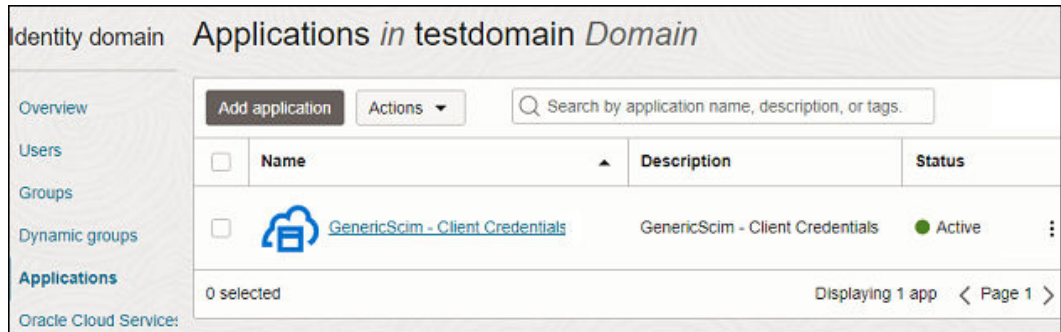 Identity domain
Applications in testdomain Domain
Overview
Users
Groups
Dynamic groups
Applications
Oracle Cloud Services
Add application
Actions
Search by application name, description, or tags.
Name Description Status
GenericScim - Client Credentials GenericScim - Client Credentials Active
0 selected Displaying 1 app Page 1